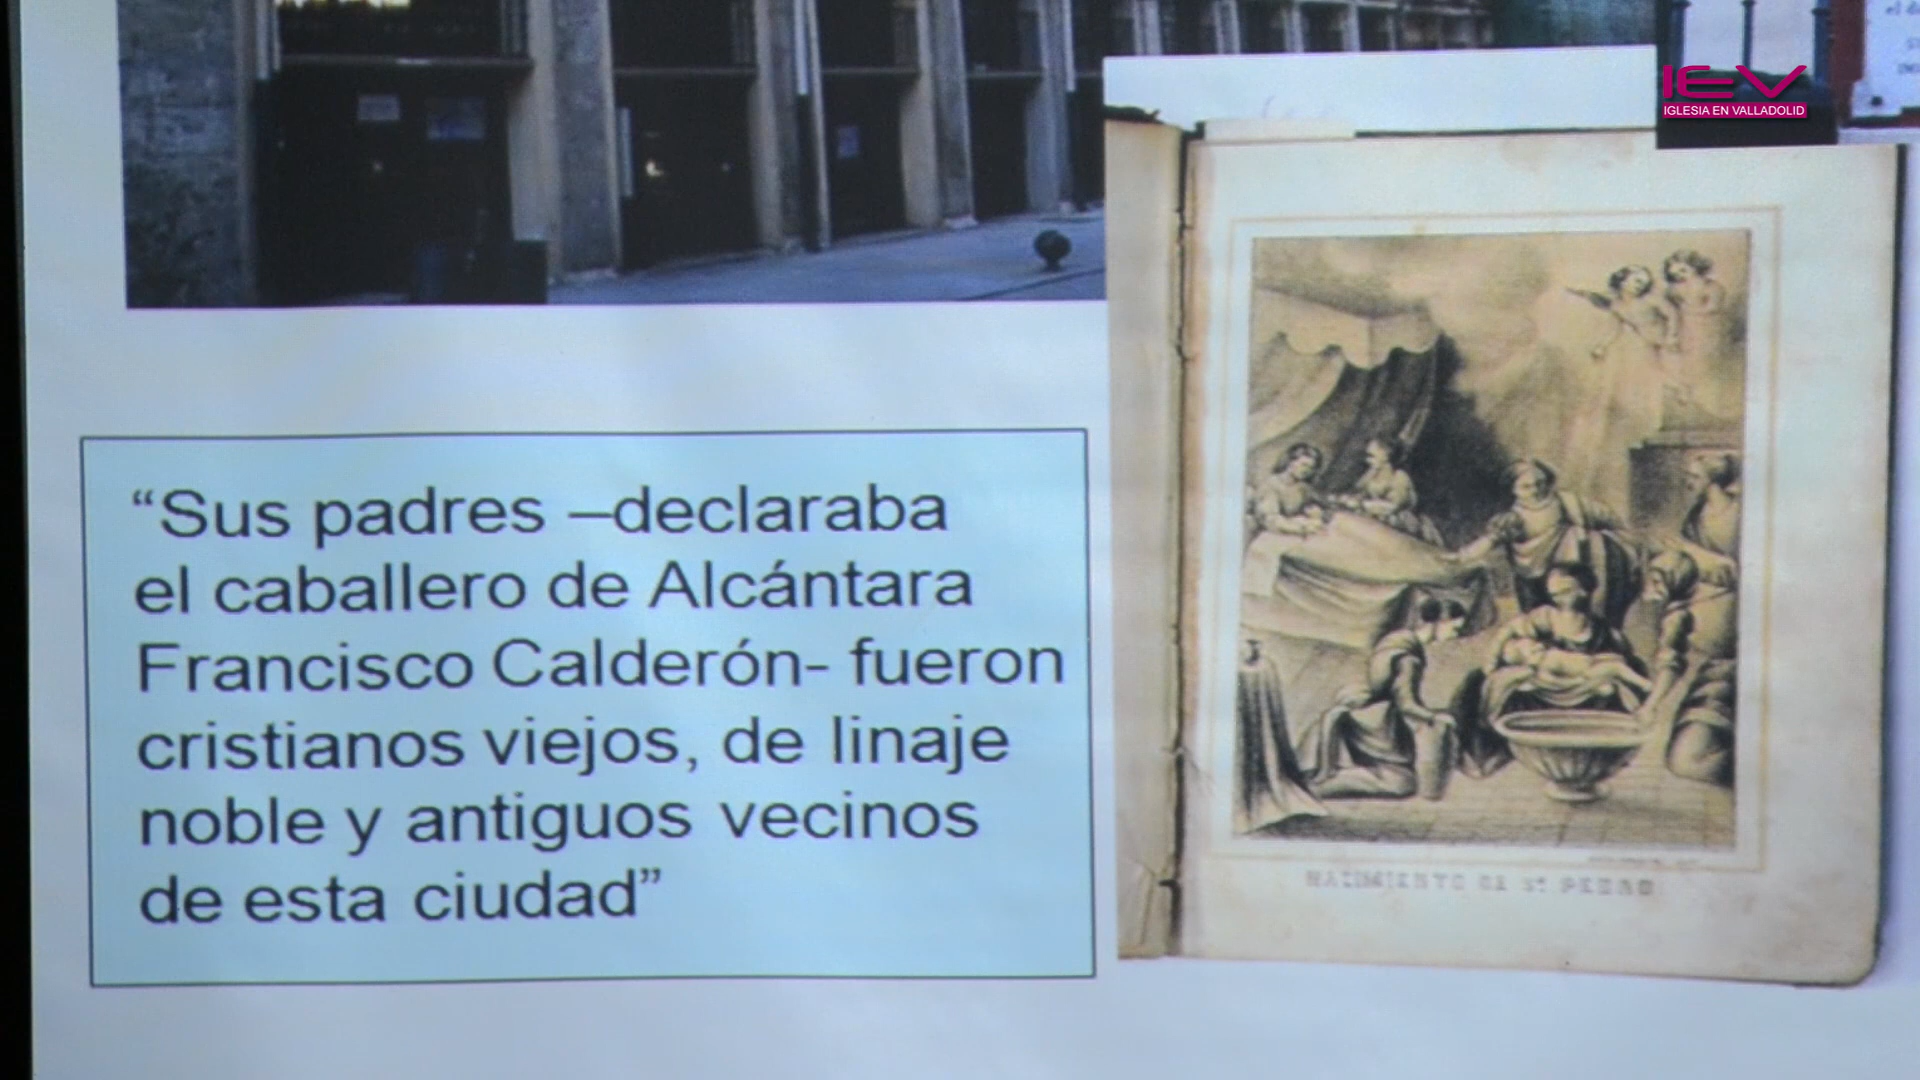 IEV
IGLESIA EN VALLADOLID
“Sus padres –declaraba
el caballero de Alcántara
Francisco Calderón- fueron
cristianos viejos, de linaje
noble y antiguos vecinos
de esta ciudad”
NACIMIENTO DE Sn PEDRO